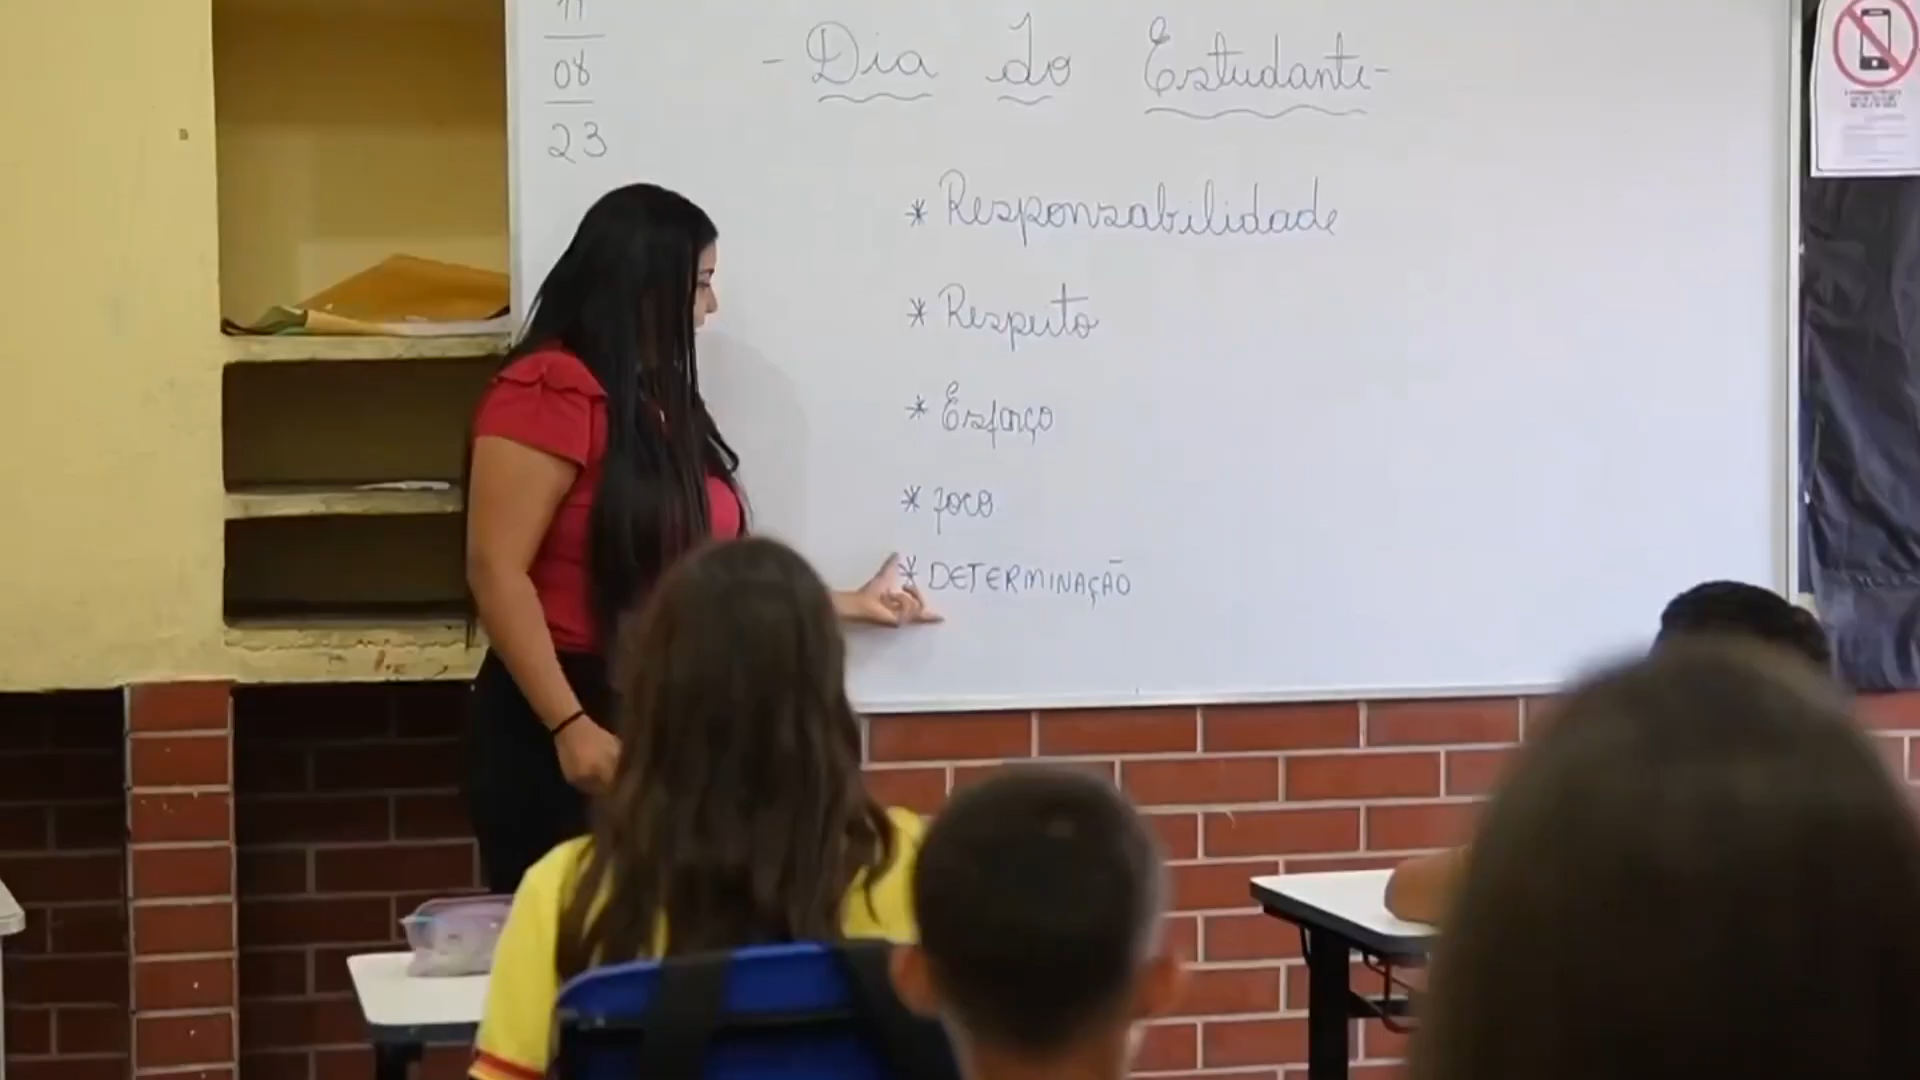 11
08
23
- Dia do Estudante -
* Responsabilidade
* Respeito
* Esforço
* foco
* DETERMINAÇÃO